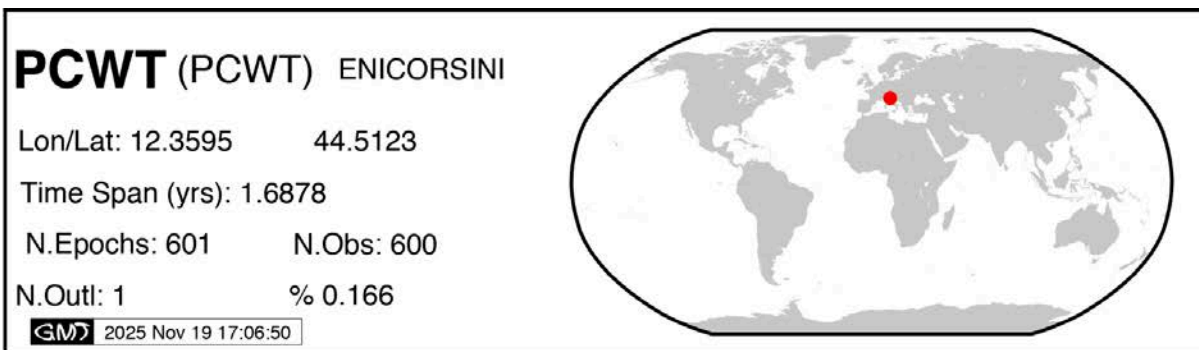 PCWT (PCWT) ENICORSINI
Lon/Lat: 12.3595 44.5123
Time Span (yrs): 1.6878
N.Epochs: 601 N.Obs: 600
N.Outl: 1 % 0.166
GMT 2025 Nov 19 17:06:50